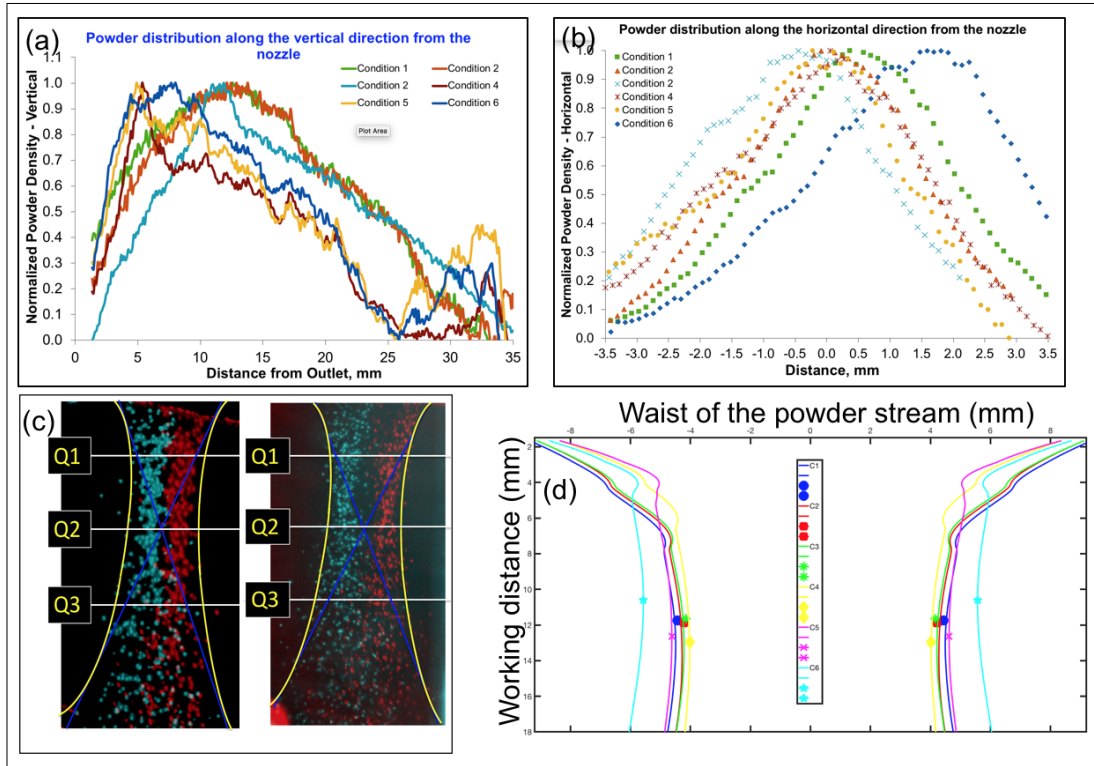 (a)
Powder distribution along the vertical direction from the
nozzle
Normalized Powder Density - Vertical
1.1
1.0
0.9
0.8
0.7
0.6
0.5
0.4
0.3
0.2
0.1
0.0
Condition 1
Condition 2
Condition 2
Condition 4
Condition 5
Condition 6
Plot Area
0
5
10
15
20
25
30
35
Distance from Outlet, mm
(b)
Powder distribution along the horizontal direction from the nozzle
Normalized Powder Density - Horizontal
1.0
0.9
0.8
0.7
0.6
0.5
0.4
0.3
0.2
0.1
0.0
Condition 1
Condition 2
Condition 2
Condition 4
Condition 5
Condition 6
-3.5 -3.0 -2.5 -2.0 -1.5 -1.0 -0.5 0.0 0.5 1.0 1.5 2.0 2.5 3.0 3.5
Distance, mm
(c)
Q1
Q2
Q3
Q1
Q2
Q3
Waist of the powder stream (mm)
-8 -6 -4 -2 0 2 4 6 8
Working distance (mm)
2
4
6
8
10
12
14
16
18
(d)
C1
C2
C3
C4
C5
C6